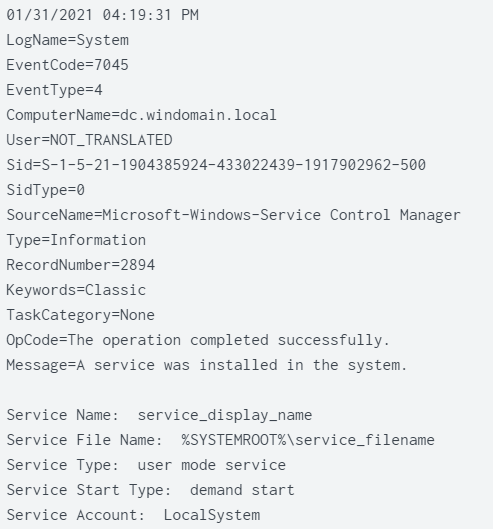 01/31/2021 04:19:31 PM
LogName=System
EventCode=7045
EventType=4
ComputerName=dc.windomain.local
User=NOT_TRANSLATED
Sid=S-1-5-21-1904385924-433022439-1917902962-500
SidType=0
SourceName=Microsoft-Windows-Service Control Manager
Type=Information
RecordNumber=2894
Keywords=Classic
TaskCategory=None
OpCode=The operation completed successfully.
Message=A service was installed in the system.

Service Name:  service_display_name
Service File Name:  %SYSTEMROOT%\service_filename
Service Type:  user mode service
Service Start Type:  demand start
Service Account:  LocalSystem